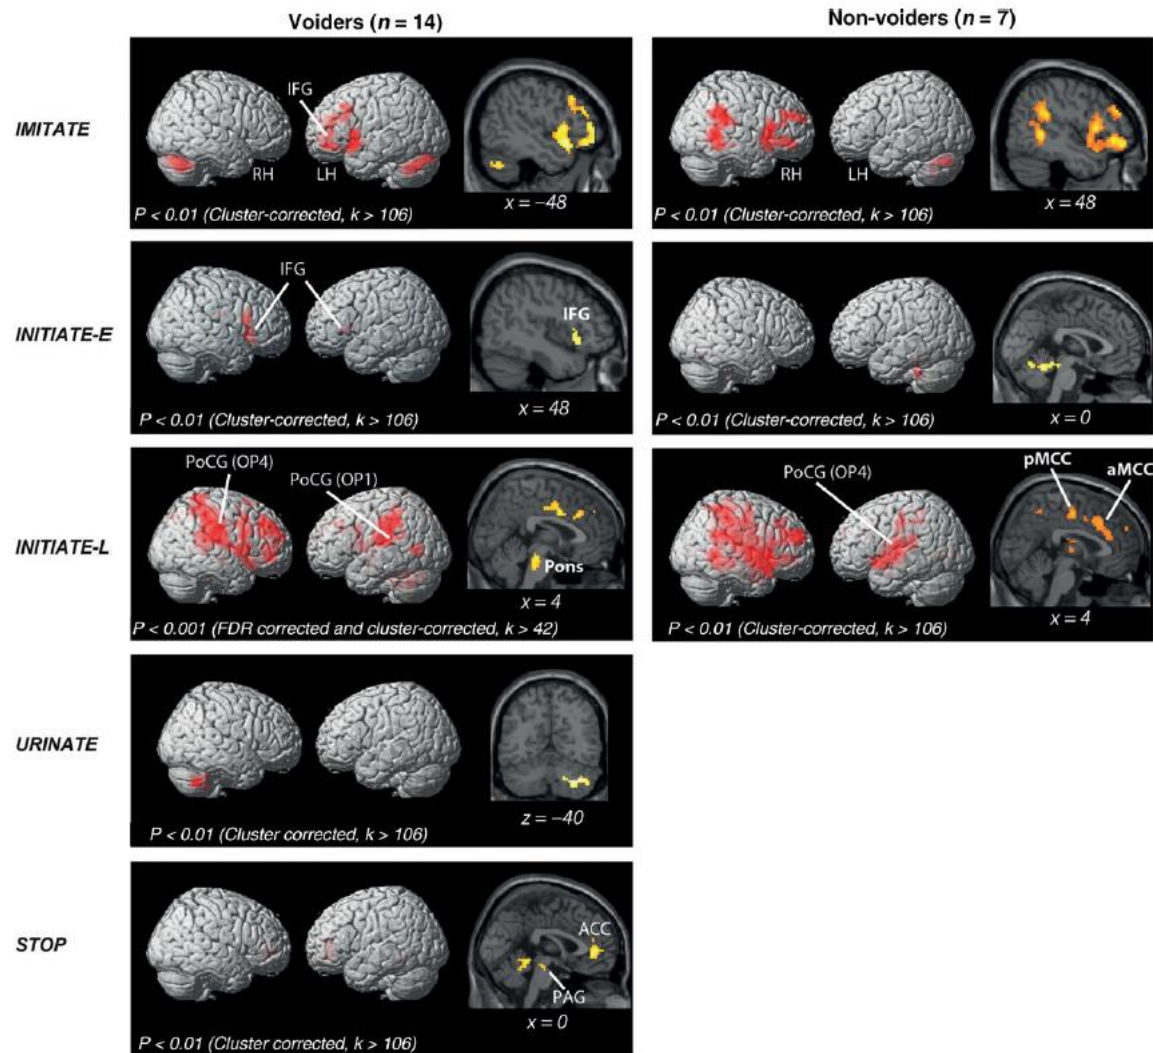 Voiders (n = 14)
Non-voiders (n = 7)
IMITATE
IFG
RH
LH
x = −48
P < 0.01 (Cluster-corrected, k > 106)
RH
LH
x = 48
P < 0.01 (Cluster-corrected, k > 106)
INITIATE-E
IFG
IFG
x = 48
P < 0.01 (Cluster-corrected, k > 106)
x = 0
P < 0.01 (Cluster-corrected, k > 106)
INITIATE-L
PoCG (OP4)
PoCG (OP1)
Pons
x = 4
P < 0.001 (FDR corrected and cluster-corrected, k > 42)
PoCG (OP4)
pMCC
aMCC
x = 4
P < 0.01 (Cluster-corrected, k > 106)
URINATE
z = −40
P < 0.01 (Cluster corrected, k > 106)
STOP
ACC
PAG
x = 0
P < 0.01 (Cluster corrected, k > 106)